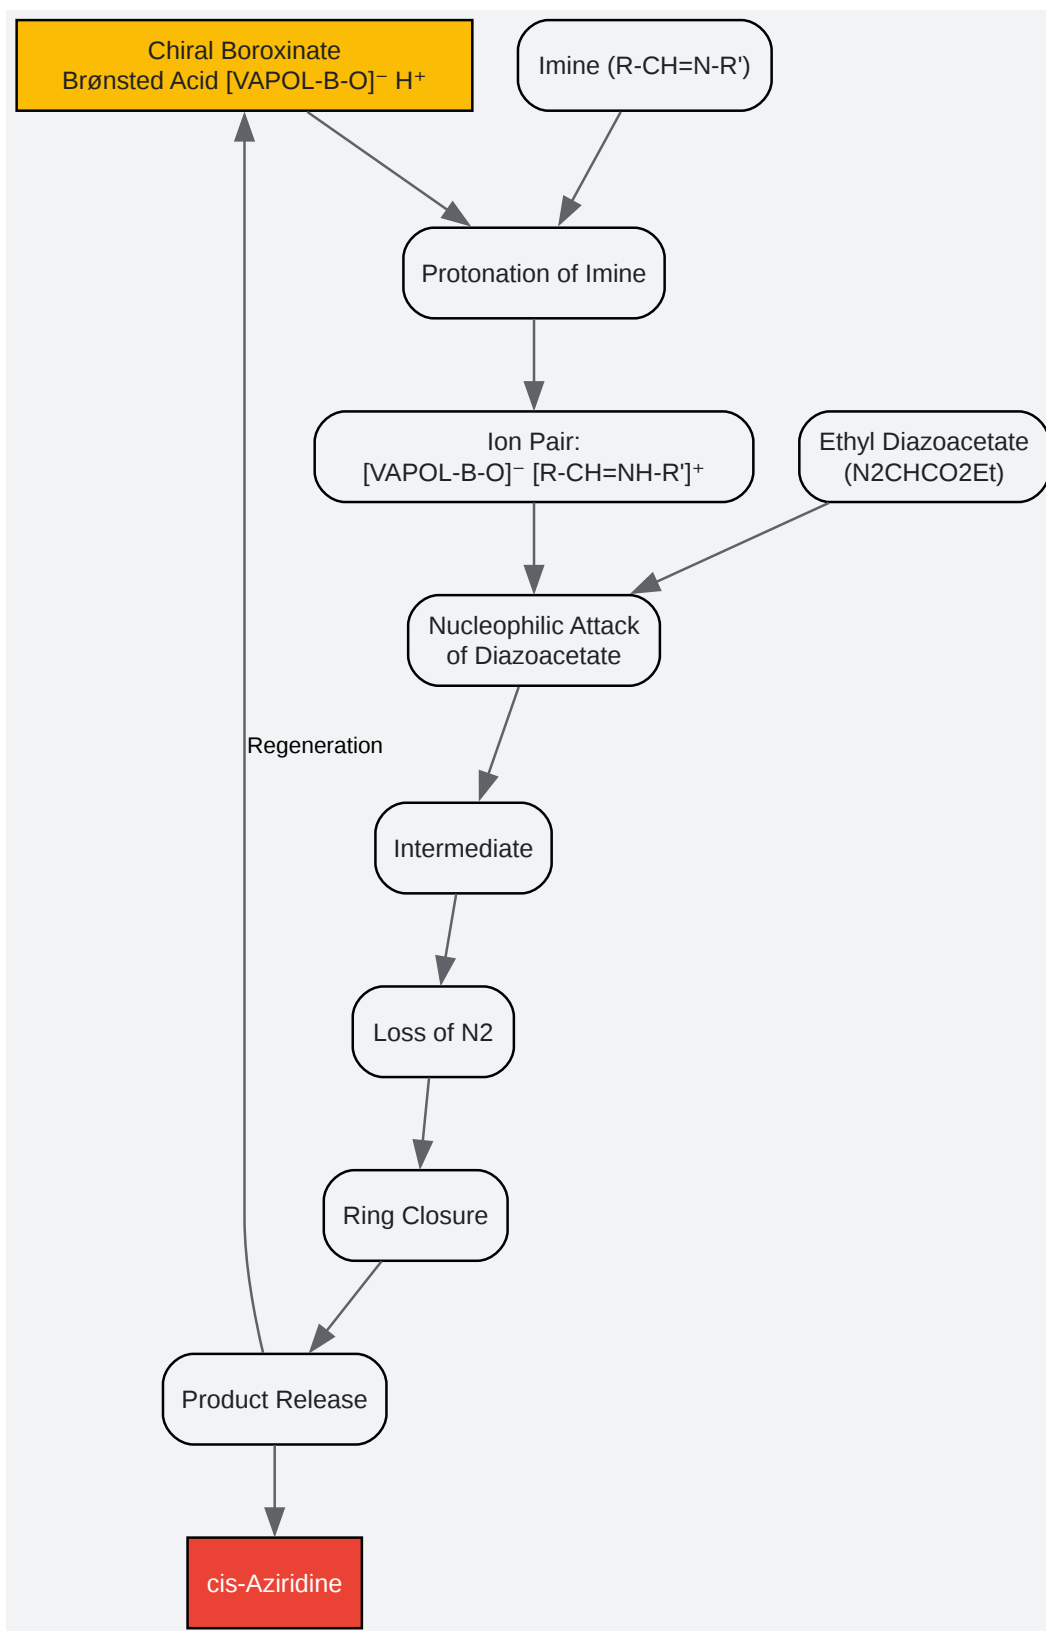 Chiral Boroxinate
Brønsted Acid [VAPOL-B-O]⁻ H⁺
Imine (R-CH=N-R')
Protonation of Imine
Ion Pair:
[VAPOL-B-O]⁻ [R-CH=NH-R']⁺
Ethyl Diazoacetate
(N2CHCO2Et)
Nucleophilic Attack
of Diazoacetate
Regeneration
Intermediate
Loss of N2
Ring Closure
Product Release
cis-Aziridine